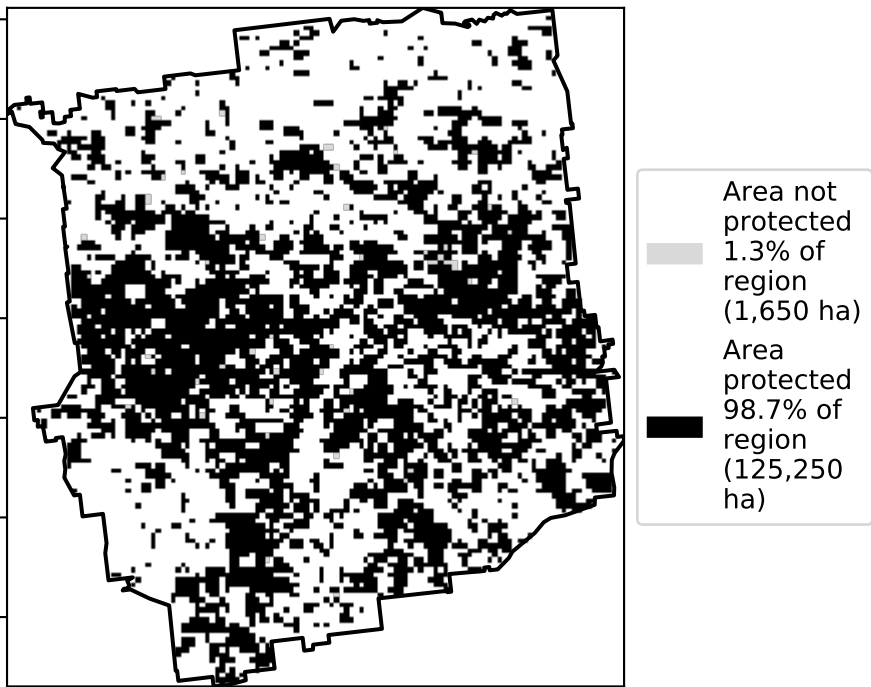 Area not
protected
1.3% of
region
(1,650 ha)
Area
protected
98.7% of
region
(125,250
ha)